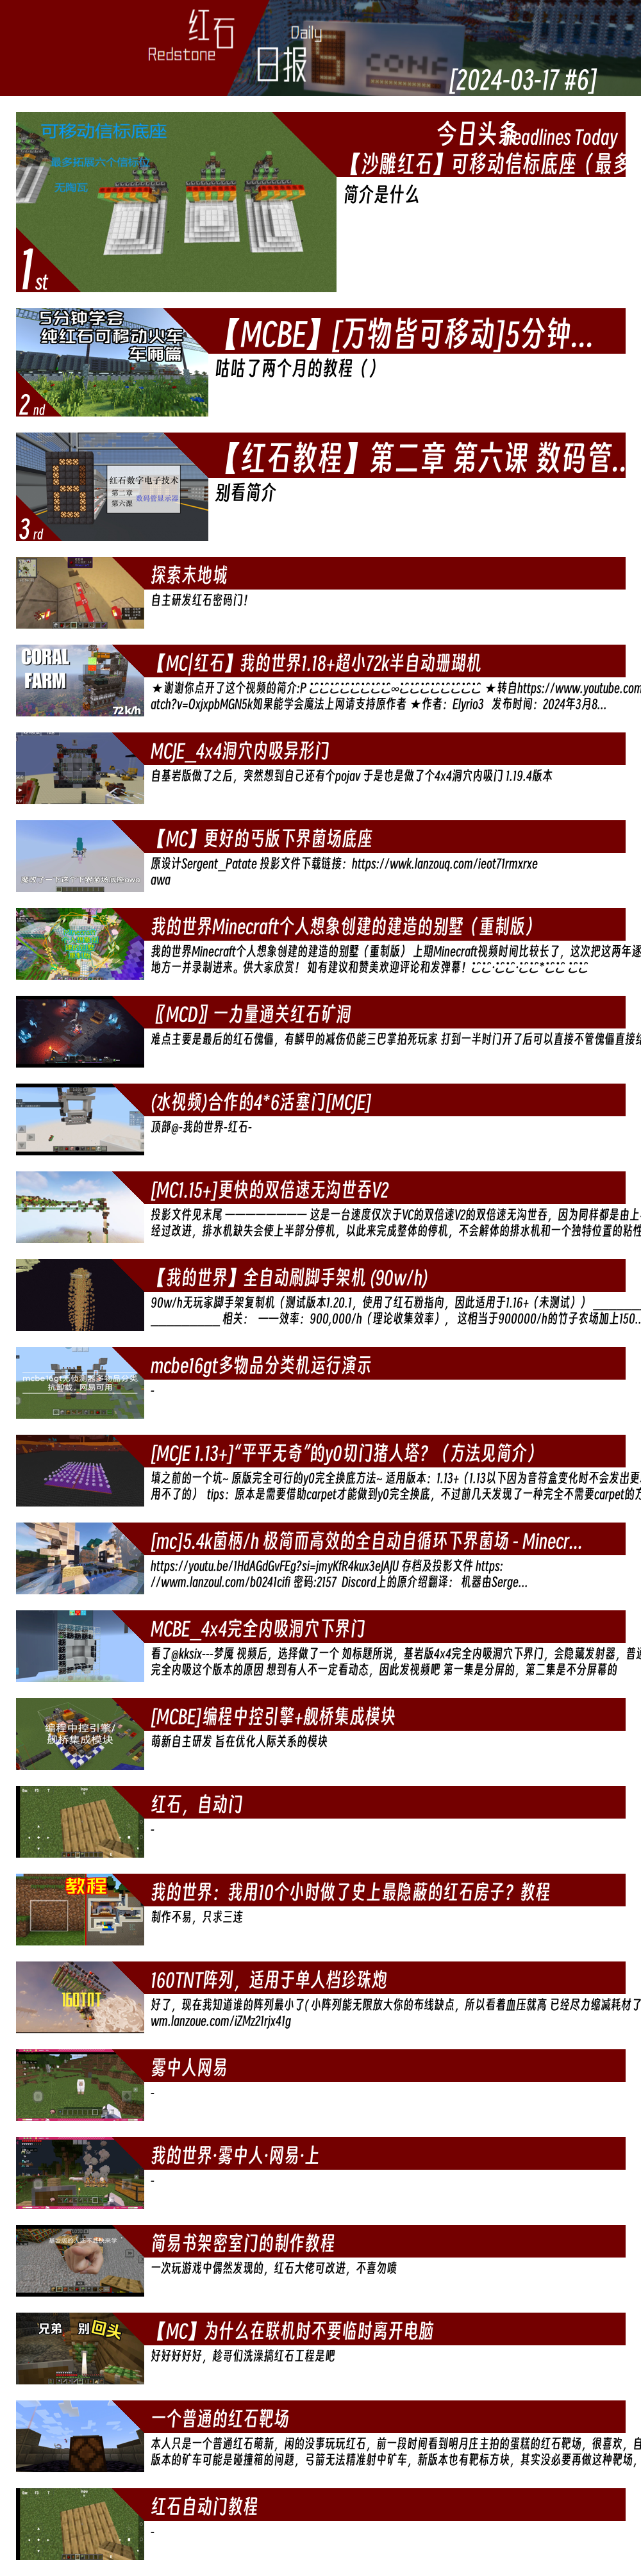 红石
Redstone
Daily
日报
[2024-03-17 #6]
今日头条
Headlines Today
可移动信标底座
最多拓展六个信标位
无陶瓦
1st
【沙雕红石】可移动信标底座（最多
简介是什么
5分钟学会
纯红石可移动火车
车厢篇
2nd
【MCBE】[万物皆可移动]5分钟...
咕咕了两个月的教程（）
红石数字电子技术
第二章
第六课
数码管显示器
3rd
【红石教程】第二章 第六课 数码管..
别看简介
探索末地城
自主研发红石密码门！
CORAL
FARM
72k/h
【MC|红石】我的世界1.18+超小72k半自动珊瑚机
★谢谢你点开了这个视频的简介:P
★转自https://www.youtube.com
atch?v=OxjxpbMGN5k如果能学会魔法上网请支持原作者 ★作者：Elyrio3 发布时间：2024年3月8...
MCJE_4x4洞穴内吸异形门
自基岩版做了之后，突然想到自己还有个pojav 于是也是做了个4x4洞穴内吸门 1.19.4版本
【MC】更好的丐版下界菌场底座
原设计Sergent_Patate 投影文件下载链接：https://wwk.lanzouq.com/ieot71rmxrxe
awa
我的世界Minecraft个人想象创建的建造的别墅（重制版）
我的世界Minecraft个人想象创建的建造的别墅（重制版） 上期Minecraft视频时间比较长了，这次把这两年逐
地方一并录制进来。供大家欣赏！ 如有建议和赞美欢迎评论和发弹幕！
〖MCD〗一力量通关红石矿洞
难点主要是最后的红石傀儡，有鳞甲的减伤仍能三巴掌拍死玩家 打到一半时门开了后可以直接不管傀儡直接结
(水视频)合作的4*6活塞门[MCJE]
顶部@-我的世界-红石-
[MC1.15+]更快的双倍速无沟世吞V2
投影文件见末尾 ————————— 这是一台速度仅次于VC的双倍速V2的双倍速无沟世吞，因为同样都是由上
经过改进，排水机缺失会使上半部分停机，以此来完成整体的停机，不会解体的排水机和一个独特位置的粘性
【我的世界】全自动刷脚手架机 (90w/h)
90w/h无玩家脚手架复制机（测试版本1.20.1，使用了红石粉指向，因此适用于1.16+（未测试））
相关： 一一效率：900,000/h（理论收集效率），这相当于900000/h的竹子农场加上150...
mcbe16gt无侦测器多物品分类
抗卸载，网易可用
mcbe16gt多物品分类机运行演示
-
[MCJE 1.13+]“平平无奇”的y0切门猪人塔？（方法见简介）
填之前的一个坑~ 原版完全可行的y0完全换底方法~ 适用版本：1.13+（1.13以下因为音符盒变化时不会发出更
用不了的） tips：原本是需要借助carpet才能做到y0完全换底，不过前几天发现了一种完全不需要carpet的方
[mc]5.4k菌柄/h 极简而高效的全自动自循环下界菌场 - Minecr...
https://youtu.be/1HdAGdGvFEg?si=jmyKfR4kux3eJAJU 存档及投影文件 https:
//wwm.lanzoul.com/b0241cifi 密码:2157 Discord上的原介绍翻译： 机器由Serge...
MCBE_4x4完全内吸洞穴下界门
看了@kksix---梦魇 视频后，选择做了一个 如标题所说，基岩版4x4完全内吸洞穴下界门，会隐藏发射器，普通
完全内吸这个版本的原因 想到有人不一定看动态，因此发视频吧 第一集是分屏的，第二集是不分屏幕的
编程中控引擎/
舰桥集成模块
[MCBE]编程中控引擎+舰桥集成模块
萌新自主研发 旨在优化人际关系的模块
红石，自动门
-
教程
我的世界：我用10个小时做了史上最隐蔽的红石房子？教程
制作不易，只求三连
160TNT
160TNT阵列，适用于单人档珍珠炮
好了，现在我知道谁的阵列最小了( 小阵列能无限放大你的布线缺点，所以看着血压就高 已经尽力缩减耗材了
wm.lanzoue.com/iZMz21rjx41g
雾中人网易
-
我的世界·雾中人·网易·上
-
简易书架密室门的制作教程
一次玩游戏中偶然发现的，红石大佬可改进，不喜勿喷
兄弟 别回头
【MC】为什么在联机时不要临时离开电脑
好好好好好，趁哥们洗澡搞红石工程是吧
一个普通的红石靶场
本人只是一个普通红石萌新，闲的没事玩玩红石，前一段时间看到明月庄主拍的蛋糕的红石靶场，很喜欢，自
版本的矿车可能是碰撞箱的问题，弓箭无法精准射中矿车，新版本也有靶标方块，其实没必要再做这种靶场，
红石自动门教程
-